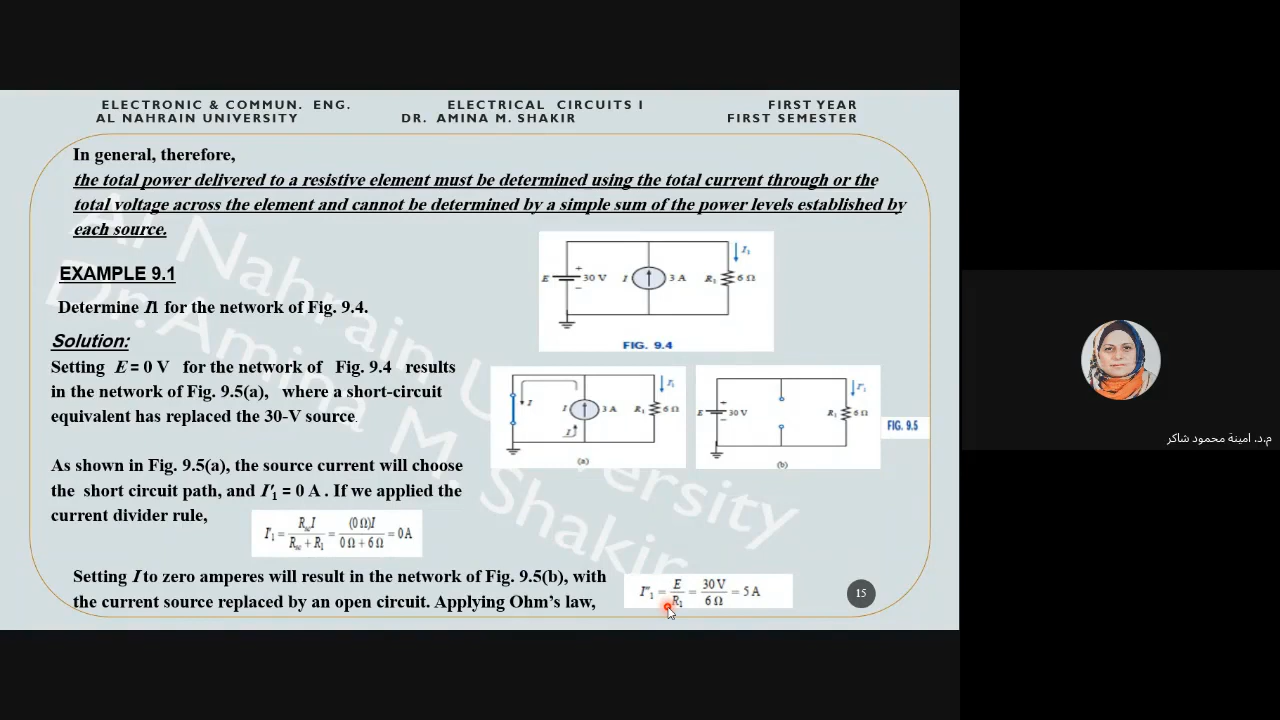 ELECTRONIC & COMMUN. ENG. ELECTRICAL CIRCUITS I FIRST YEAR
AL NAHRAIN UNIVERSITY DR. AMINA M. SHAKIR FIRST SEMESTER
In general, therefore,
the total power delivered to a resistive element must be determined using the total current through or the
total voltage across the element and cannot be determined by a simple sum of the power levels established by
each source.
EXAMPLE 9.1
Determine I1 for the network of Fig. 9.4.
Solution:
Setting E = 0 V for the network of Fig. 9.4 results
in the network of Fig. 9.5(a), where a short-circuit
equivalent has replaced the 30-V source.
As shown in Fig. 9.5(a), the source current will choose
the short circuit path, and I′1 = 0 A . If we applied the
current divider rule,
I′1 = RscI / (Rsc + R1) = (0 Ω)I / (0 Ω + 6 Ω) = 0 A
Setting I to zero amperes will result in the network of Fig. 9.5(b), with
the current source replaced by an open circuit. Applying Ohm’s law,
I″1 = E / R1 = 30 V / 6 Ω = 5 A
E + 30 V − I 3 A R1 6 Ω I1
FIG. 9.4
I I 3 A R1 6 Ω I′1
I
(a)
E + 30 V − R1 6 Ω I″1
(b)
FIG. 9.5
15
Al Nahrain University
Dr. Amina M. Shakir
م.د. امينة محمود شاكر